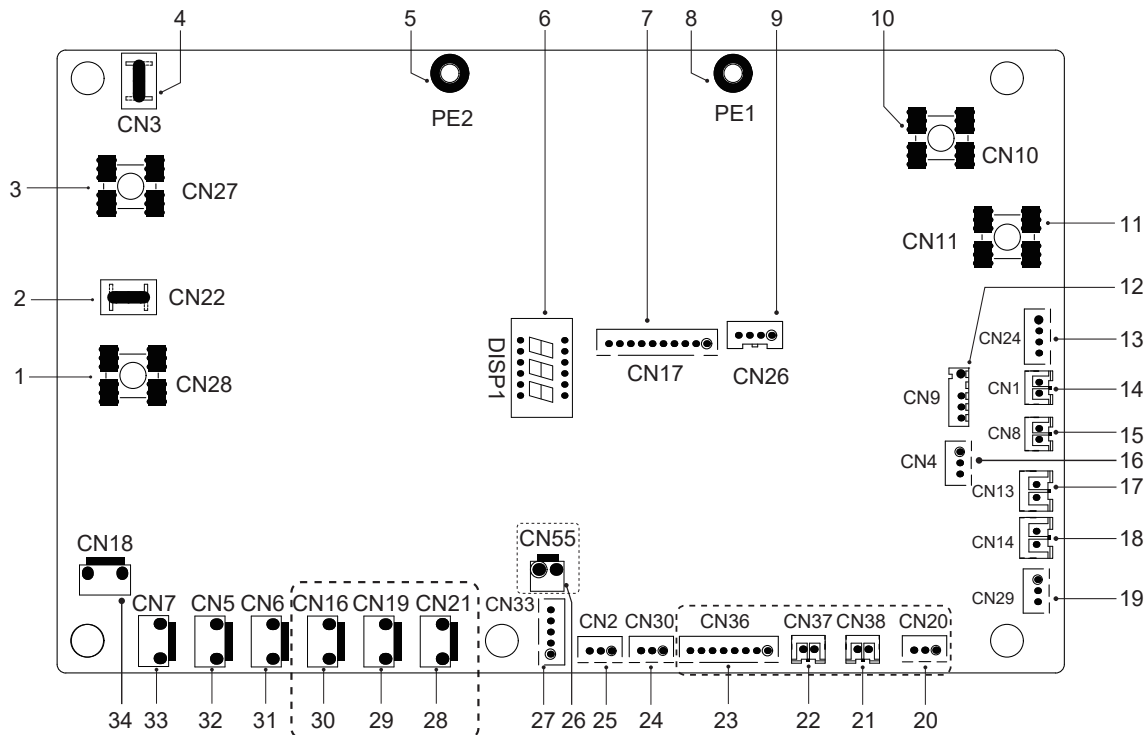 4
5
6
7
8
9
10
CN3
PE2
PE1
CN10
3
CN27
CN11
11
2
CN22
12
DISP1
CN17
CN26
CN24
13
1
CN28
CN9
CN1
14
CN8
15
CN4
16
CN13
17
CN18
CN55
CN14
18
CN7
CN5
CN6
CN16
CN19
CN21
CN33
CN2
CN30
CN36
CN37
CN38
CN20
CN29
19
34
33
32
31
30
29
28
27
26
25
24
23
22
21
20